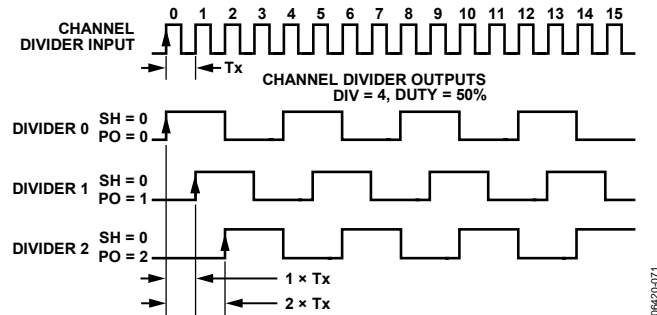 0 1 2 3 4 5 6 7 8 9 10 11 12 13 14 15
CHANNEL
DIVIDER INPUT
Tx
CHANNEL DIVIDER OUTPUTS
DIV = 4, DUTY = 50%
DIVIDER 0
SH = 0
PO = 0
DIVIDER 1
SH = 0
PO = 1
DIVIDER 2
SH = 0
PO = 2
1 × Tx
2 × Tx
06420-071